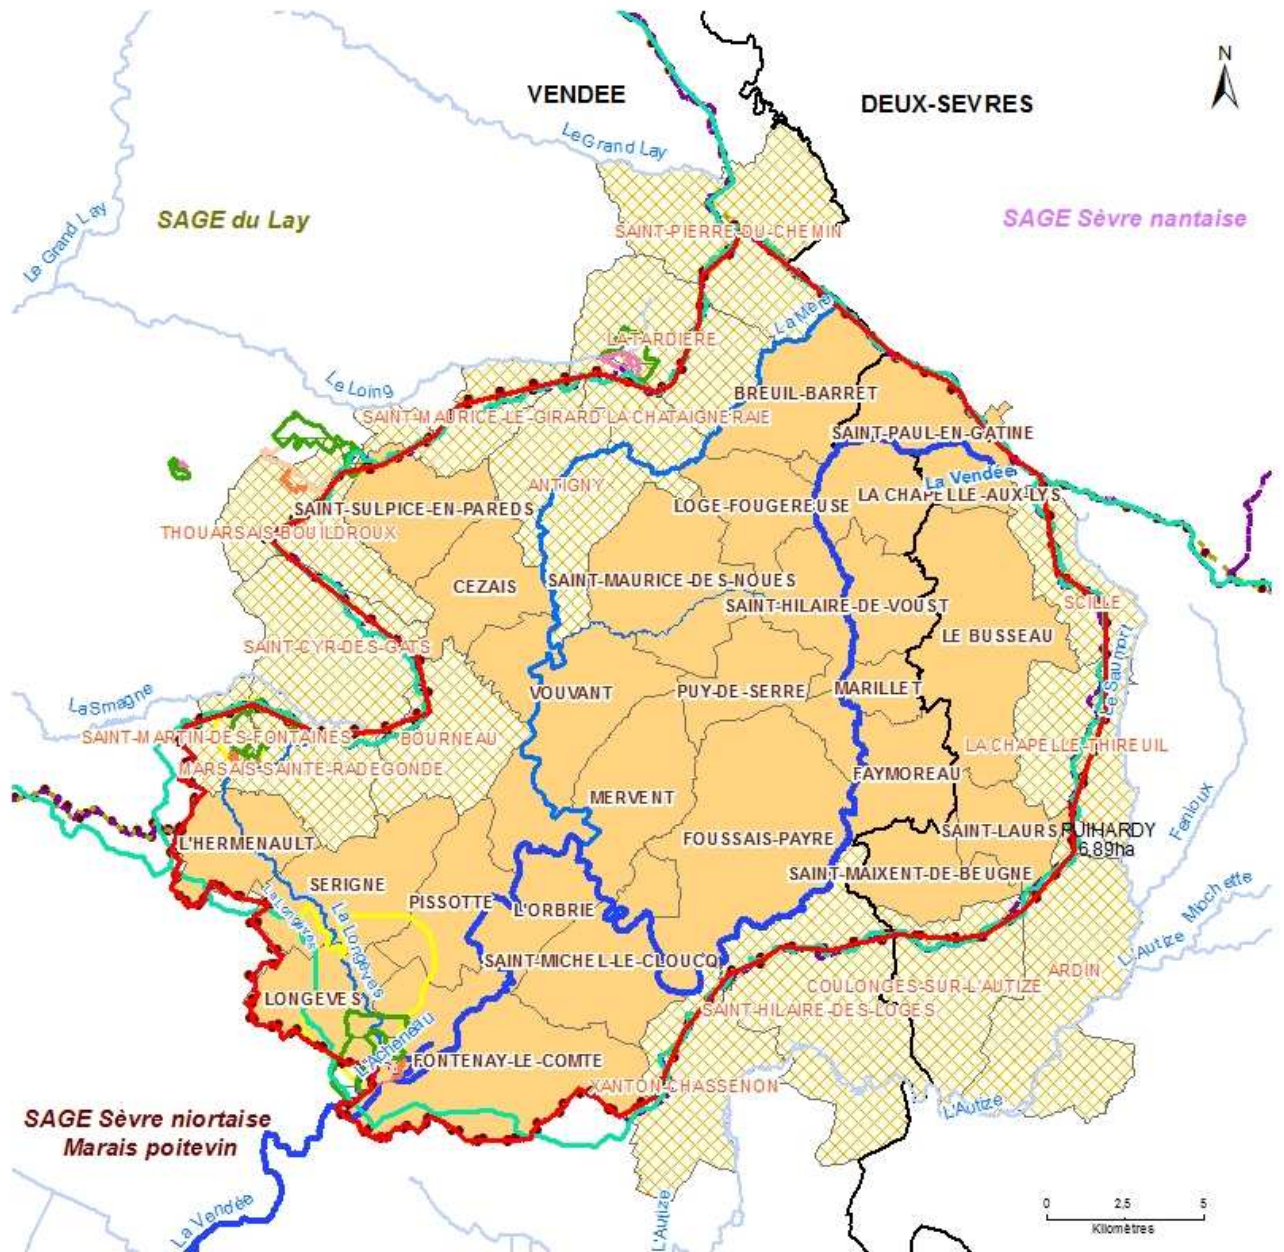 N
VENDEE
DEUX-SEVRES
Le Grand Lay
Le Grand Lay
SAGE du Lay
SAGE Sèvre nantaise
SAINT-PIERRE-DU-CHEMIN
La Mère
LA TARDIERE
Le Loing
BREUIL-BARRET
SAINT-MAURICE-LE-GIRARD
LA CHATAIGNERAIE
SAINT-PAUL-EN-GATINE
La Vendée
ANTIGNY
LOGE-FOUGEREUSE
LA CHAPELLE-AUX-LYS
SAINT-SULPICE-EN-PAREDS
THOUARSAIS-BOUILDROUX
CEZAIS
SAINT-MAURICE-DES-NOUES
SAINT-HILAIRE-DE-VOUST
SCILLE
LE BUSSEAU
SAINT-CYR-DES-GATS
Le Saumort
La Smagne
VOUVANT
PUY-DE-SERRE
MARILLET
SAINT-MARTIN-DES-FONTAINES
BOURNEAU
LA CHAPELLE-THIREUIL
MARSAIS-SAINTE-RADEGONDE
FAYMOREAU
MERVENT
Fenioux
L'HERMENAULT
FOUSSAIS-PAYRE
SAINT-LAURS
PUIHARDY
6,89ha
SERIGNE
SAINT-MAIXENT-DE-BEUGNE
PISSOTTE
L'ORBRIE
La Longèves
La Longèves
L'Autize Miochette
SAINT-MICHEL-LE-CLOUCQ
ARDIN
LONGEVES
COULONGES-SUR-L'AUTIZE
SAINT-HILAIRE-DES-LOGES
L'Acheneau
FONTENAY-LE-COMTE
XANTON-CHASSENON
L'Autize
SAGE Sèvre niortaise
Marais poitevin
La Vendée
L'Autize
0 2,5 5
Kilomètres